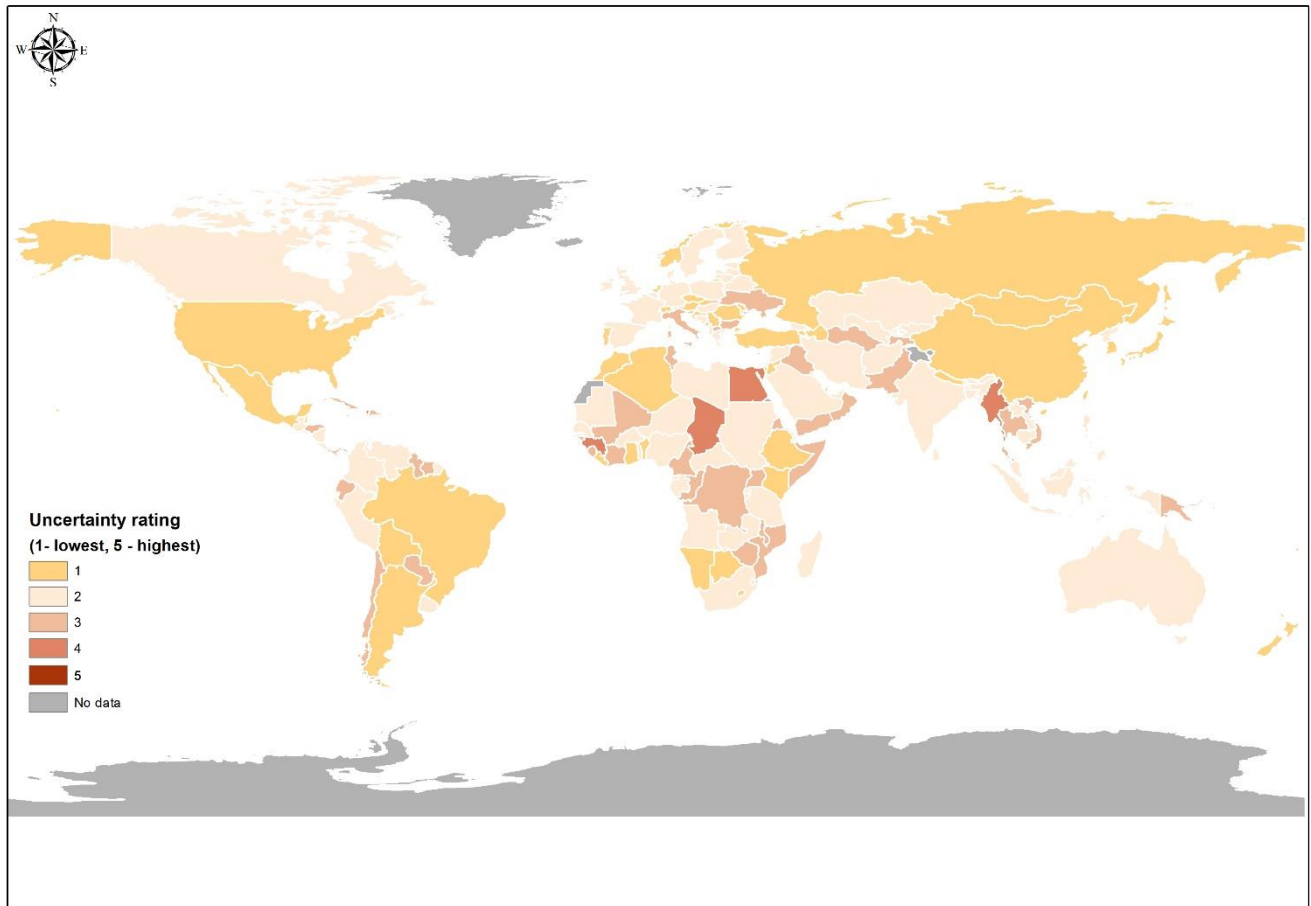 N
W E
S
Uncertainty rating
(1- lowest, 5 - highest)
1
2
3
4
5
No data